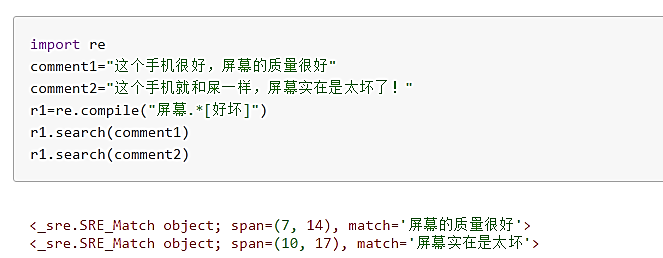 import re
comment1="这个手机很好，屏幕的质量很好"
comment2="这个手机就和屎一样，屏幕实在是太坏了！"
r1=re.compile("屏幕.*[好坏]")
r1.search(comment1)
r1.search(comment2)
<_sre.SRE_Match object; span=(7, 14), match='屏幕的质量很好'>
<_sre.SRE_Match object; span=(10, 17), match='屏幕实在是太坏'>